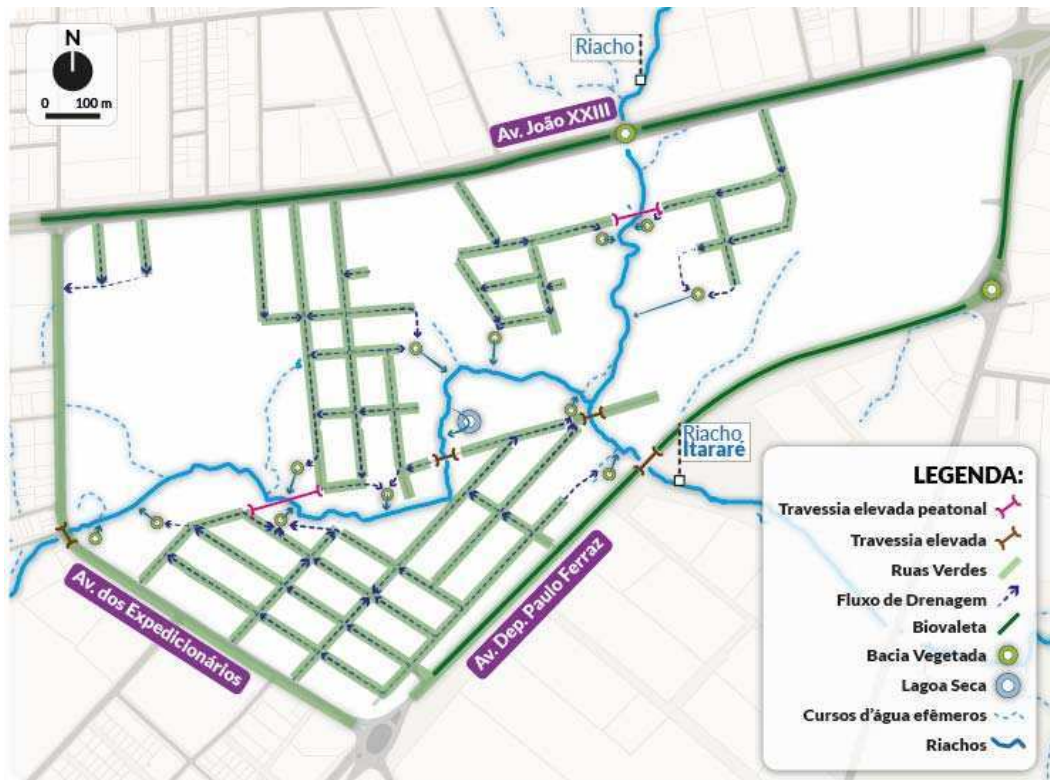 N
0 100 m
Riacho
Av. João XXIII
Riacho
Itararé
Av. dos Expedicionários
Av. Dep. Paulo Ferraz
LEGENDA:
Travessia elevada peatonal
Travessia elevada
Ruas Verdes
Fluxo de Drenagem
Biovaleta
Bacia Vegetada
Lagoa Seca
Cursos d'água efêmeros
Riachos